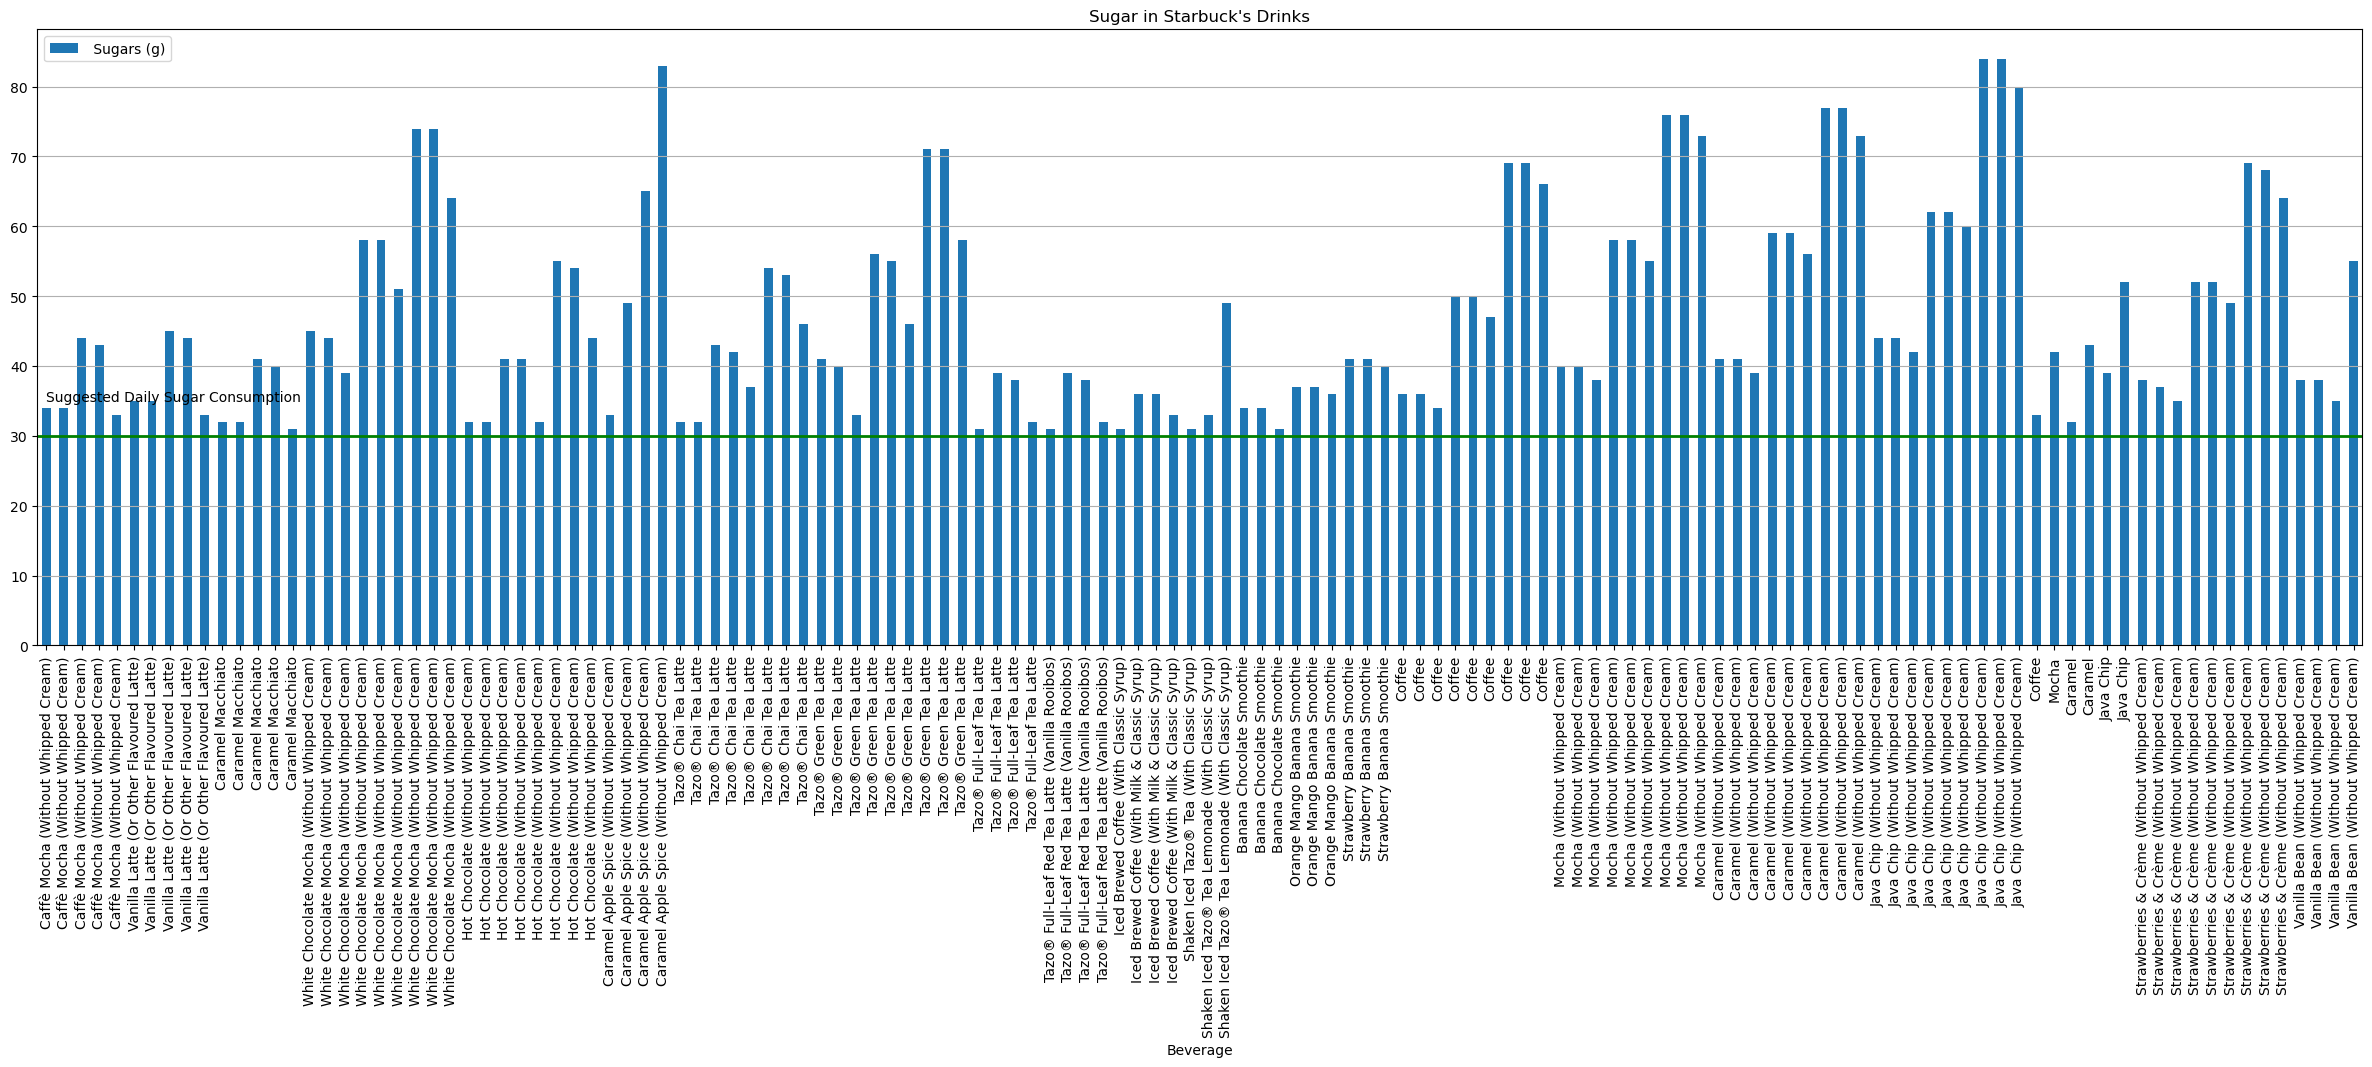 Sugar in Starbuck's Drinks
Sugars (g)
80
70
60
50
40
Suggested Daily Sugar Consumption
30
20
10
0
Caffè Mocha (Without Whipped Cream)
Caffè Mocha (Without Whipped Cream)
Caffè Mocha (Without Whipped Cream)
Caffè Mocha (Without Whipped Cream)
Caffè Mocha (Without Whipped Cream)
Vanilla Latte (Or Other Flavoured Latte)
Vanilla Latte (Or Other Flavoured Latte)
Vanilla Latte (Or Other Flavoured Latte)
Vanilla Latte (Or Other Flavoured Latte)
Vanilla Latte (Or Other Flavoured Latte)
Caramel Macchiato
Caramel Macchiato
Caramel Macchiato
Caramel Macchiato
Caramel Macchiato
White Chocolate Mocha (Without Whipped Cream)
White Chocolate Mocha (Without Whipped Cream)
White Chocolate Mocha (Without Whipped Cream)
White Chocolate Mocha (Without Whipped Cream)
White Chocolate Mocha (Without Whipped Cream)
White Chocolate Mocha (Without Whipped Cream)
White Chocolate Mocha (Without Whipped Cream)
White Chocolate Mocha (Without Whipped Cream)
White Chocolate Mocha (Without Whipped Cream)
Hot Chocolate (Without Whipped Cream)
Hot Chocolate (Without Whipped Cream)
Hot Chocolate (Without Whipped Cream)
Hot Chocolate (Without Whipped Cream)
Hot Chocolate (Without Whipped Cream)
Hot Chocolate (Without Whipped Cream)
Hot Chocolate (Without Whipped Cream)
Hot Chocolate (Without Whipped Cream)
Caramel Apple Spice (Without Whipped Cream)
Caramel Apple Spice (Without Whipped Cream)
Caramel Apple Spice (Without Whipped Cream)
Caramel Apple Spice (Without Whipped Cream)
Tazo® Chai Tea Latte
Tazo® Chai Tea Latte
Tazo® Chai Tea Latte
Tazo® Chai Tea Latte
Tazo® Chai Tea Latte
Tazo® Chai Tea Latte
Tazo® Chai Tea Latte
Tazo® Chai Tea Latte
Tazo® Green Tea Latte
Tazo® Green Tea Latte
Tazo® Green Tea Latte
Tazo® Green Tea Latte
Tazo® Green Tea Latte
Tazo® Green Tea Latte
Tazo® Green Tea Latte
Tazo® Green Tea Latte
Tazo® Green Tea Latte
Tazo® Full-Leaf Tea Latte
Tazo® Full-Leaf Tea Latte
Tazo® Full-Leaf Tea Latte
Tazo® Full-Leaf Tea Latte
Tazo® Full-Leaf Red Tea Latte (Vanilla Rooibos)
Tazo® Full-Leaf Red Tea Latte (Vanilla Rooibos)
Tazo® Full-Leaf Red Tea Latte (Vanilla Rooibos)
Tazo® Full-Leaf Red Tea Latte (Vanilla Rooibos)
Iced Brewed Coffee (With Classic Syrup)
Iced Brewed Coffee (With Milk & Classic Syrup)
Iced Brewed Coffee (With Milk & Classic Syrup)
Iced Brewed Coffee (With Milk & Classic Syrup)
Shaken Iced Tazo® Tea (With Classic Syrup)
Shaken Iced Tazo® Tea Lemonade (With Classic Syrup)
Shaken Iced Tazo® Tea Lemonade (With Classic Syrup)
Banana Chocolate Smoothie
Banana Chocolate Smoothie
Banana Chocolate Smoothie
Orange Mango Banana Smoothie
Orange Mango Banana Smoothie
Orange Mango Banana Smoothie
Strawberry Banana Smoothie
Strawberry Banana Smoothie
Strawberry Banana Smoothie
Coffee
Coffee
Coffee
Coffee
Coffee
Coffee
Coffee
Coffee
Coffee
Mocha (Without Whipped Cream)
Mocha (Without Whipped Cream)
Mocha (Without Whipped Cream)
Mocha (Without Whipped Cream)
Mocha (Without Whipped Cream)
Mocha (Without Whipped Cream)
Mocha (Without Whipped Cream)
Mocha (Without Whipped Cream)
Mocha (Without Whipped Cream)
Caramel (Without Whipped Cream)
Caramel (Without Whipped Cream)
Caramel (Without Whipped Cream)
Caramel (Without Whipped Cream)
Caramel (Without Whipped Cream)
Caramel (Without Whipped Cream)
Caramel (Without Whipped Cream)
Caramel (Without Whipped Cream)
Caramel (Without Whipped Cream)
Java Chip (Without Whipped Cream)
Java Chip (Without Whipped Cream)
Java Chip (Without Whipped Cream)
Java Chip (Without Whipped Cream)
Java Chip (Without Whipped Cream)
Java Chip (Without Whipped Cream)
Java Chip (Without Whipped Cream)
Java Chip (Without Whipped Cream)
Java Chip (Without Whipped Cream)
Coffee
Mocha
Caramel
Caramel
Java Chip
Java Chip
Strawberries & Crème (Without Whipped Cream)
Strawberries & Crème (Without Whipped Cream)
Strawberries & Crème (Without Whipped Cream)
Strawberries & Crème (Without Whipped Cream)
Strawberries & Crème (Without Whipped Cream)
Strawberries & Crème (Without Whipped Cream)
Strawberries & Crème (Without Whipped Cream)
Strawberries & Crème (Without Whipped Cream)
Strawberries & Crème (Without Whipped Cream)
Vanilla Bean (Without Whipped Cream)
Vanilla Bean (Without Whipped Cream)
Vanilla Bean (Without Whipped Cream)
Vanilla Bean (Without Whipped Cream)
Beverage